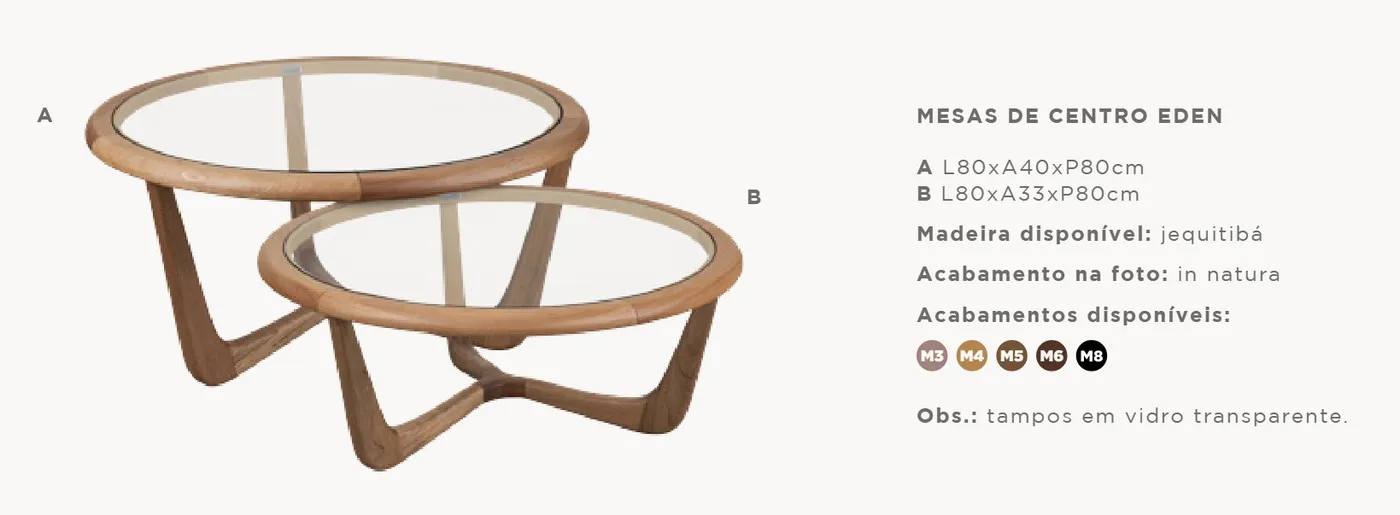 A
B
MESAS DE CENTRO EDEN
A L80xA40xP80cm
B L80xA33xP80cm
Madeira disponível: jequitibá
Acabamento na foto: in natura
Acabamentos disponíveis:
M3 M4 M5 M6 M8
Obs.: tampos em vidro transparente.